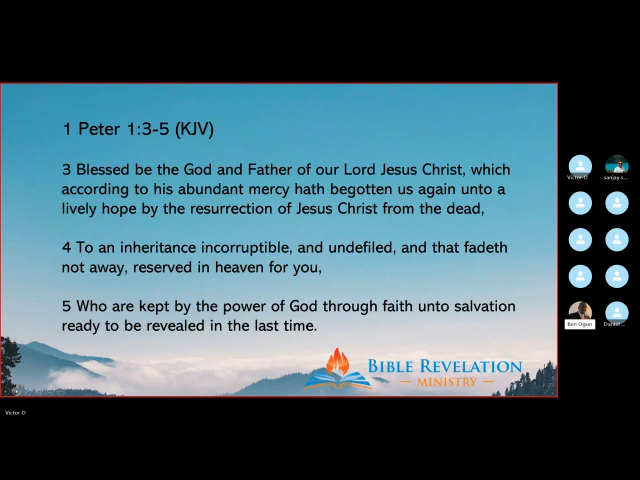 1 Peter 1:3-5 (KJV)
3 Blessed be the God and Father of our Lord Jesus Christ, which
according to his abundant mercy hath begotten us again unto a
lively hope by the resurrection of Jesus Christ from the dead,
4 To an inheritance incorruptible, and undefiled, and that fadeth
not away, reserved in heaven for you,
5 Who are kept by the power of God through faith unto salvation
ready to be revealed in the last time.
BIBLE REVELATION
MINISTRY
Victor O
Victor O
sanjay s...
Ben Ogun
Daniel ...